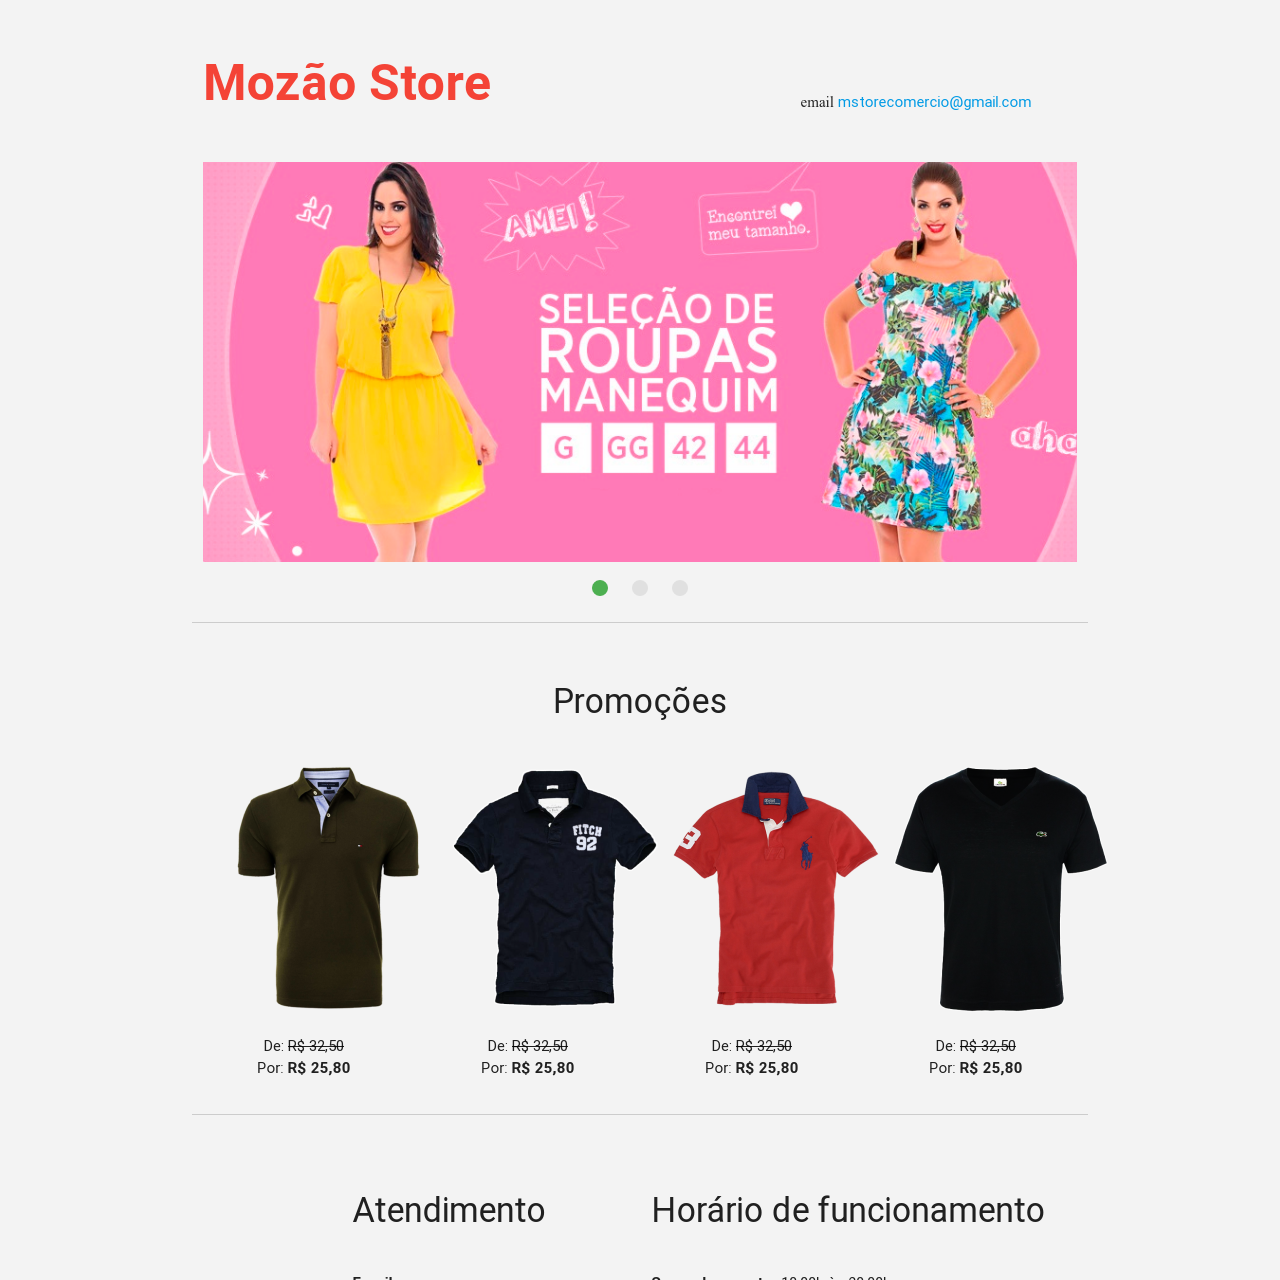 Mozão Store
email mstorecomercio@gmail.com
AMEI!
Encontrei
meu tamanho.
SELEÇÃO DE
ROUPAS
MANEQUIM
G GG 42 44
aha
Promoções
FITCH
92
3
De: R$ 32,50
Por: R$ 25,80
De: R$ 32,50
Por: R$ 25,80
De: R$ 32,50
Por: R$ 25,80
De: R$ 32,50
Por: R$ 25,80
Atendimento
Horário de funcionamento